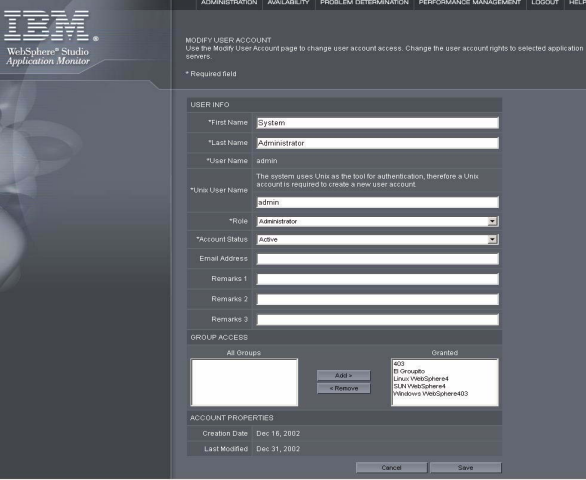 ADMINISTRATION AVAILABILITY PROBLEM DETERMINATION PERFORMANCE MANAGEMENT LOGOUT HELP
IBM®
WebSphere® Studio
Application Monitor
MODIFY USER ACCOUNT
Use the Modify User Account page to change user account access. Change the user account rights to selected application
servers.
* Required field
USER INFO
*First Name System
*Last Name Administrator
*User Name admin
*Unix User Name
The system uses Unix as the tool for authentication, therefore a Unix
account is required to create a new user account.
admin
*Role Administrator
*Account Status Active
Email Address
Remarks 1
Remarks 2
Remarks 3
GROUP ACCESS
All Groups
Add »
« Remove
Granted
403
El Groupito
Linux WebSphere4
SUN WebSphere4
Windows WebSphere403
ACCOUNT PROPERTIES
Creation Date Dec 16, 2002
Last Modified Dec 31, 2002
Cancel Save